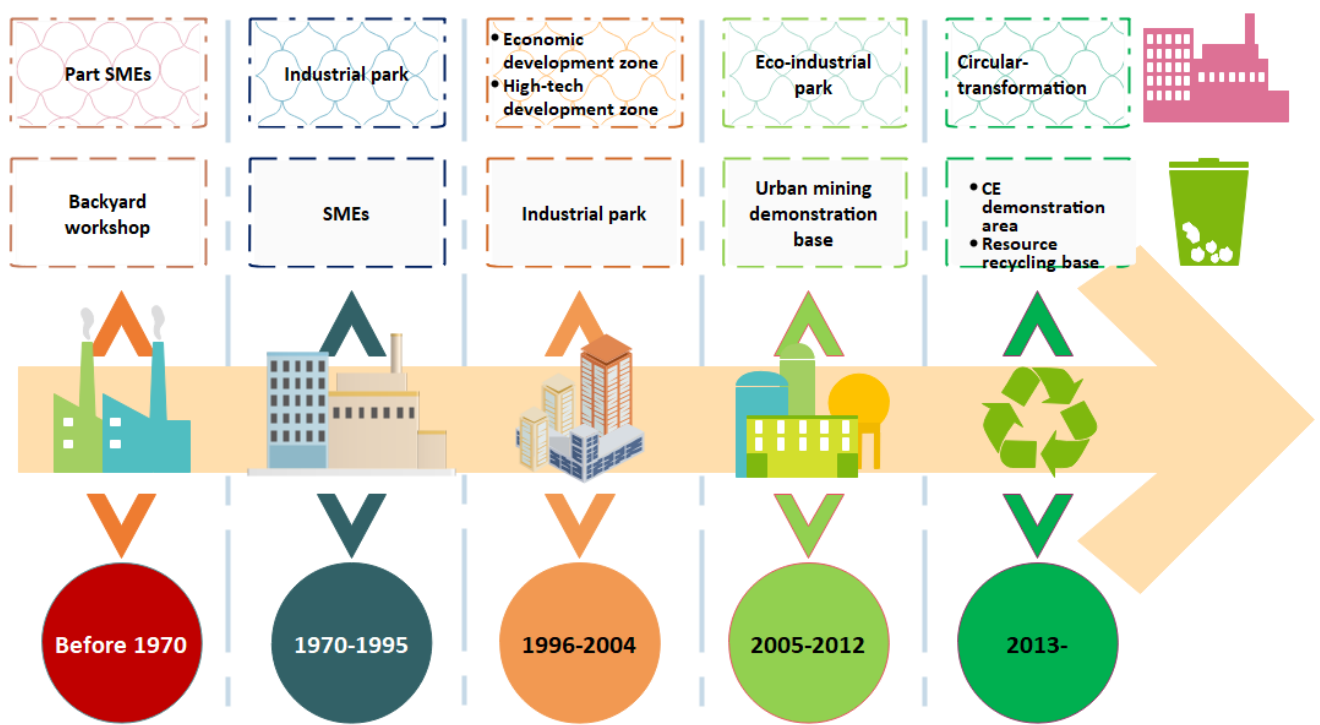 Part SMEs
Industrial park
• Economic
development zone
• High-tech
development zone
Eco-industrial
park
Circular-
transformation
Backyard
workshop
SMEs
Industrial park
Urban mining
demonstration
base
• CE
demonstration
area
• Resource
recycling base
Before 1970
1970-1995
1996-2004
2005-2012
2013-